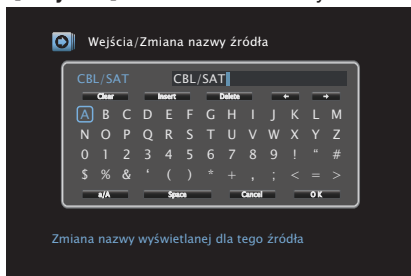 Wejścia/Zmiana nazwy źródła
CBL/SAT CBL/SAT
Clear Insert Delete ← →
A B C D E F G H I J K L M
N O P Q R S T U V W X Y Z
0 1 2 3 4 5 6 7 8 9 ! “ #
$ % & ‘ ( ) * + , ; < = >
a/A Space Cancel OK
Zmiana nazwy wyświetlanej dla tego źródła